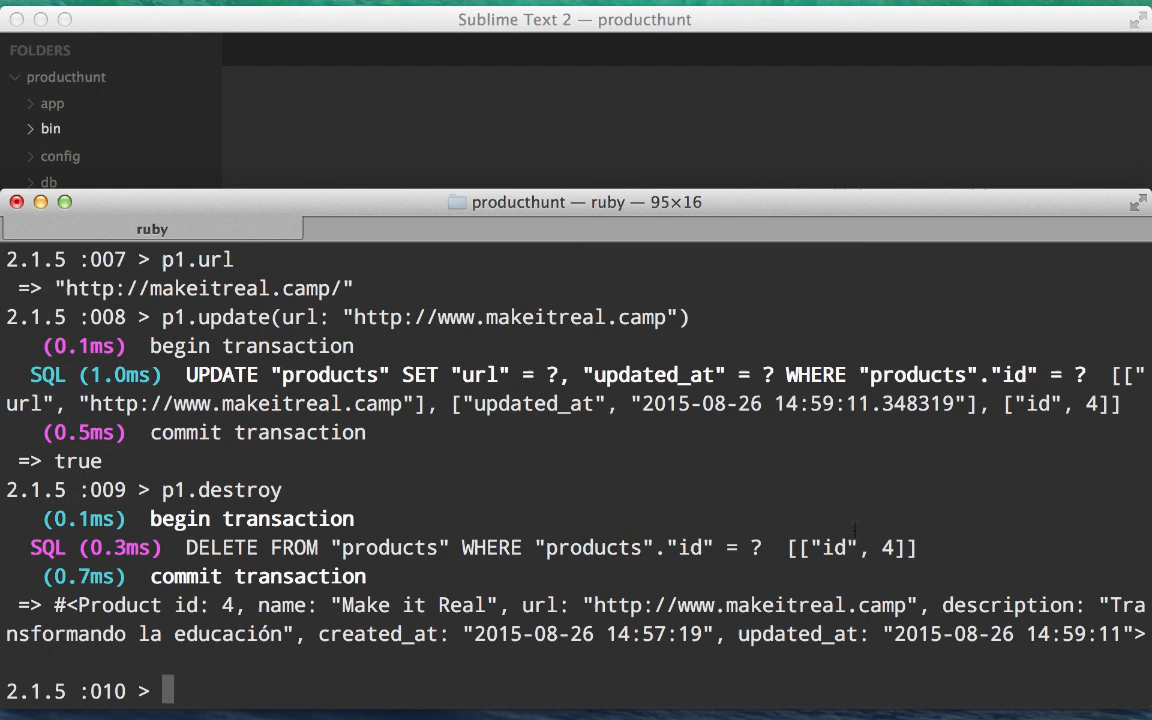 Sublime Text 2 — producthunt
FOLDERS
producthunt
app
bin
config
db
producthunt — ruby — 95×16
ruby
2.1.5 :007 > p1.url
=> "http://makeitreal.camp/"
2.1.5 :008 > p1.update(url: "http://www.makeitreal.camp")
(0.1ms)  begin transaction
SQL (1.0ms)  UPDATE "products" SET "url" = ?, "updated_at" = ? WHERE "products"."id" = ?  [["
url", "http://www.makeitreal.camp"], ["updated_at", "2015-08-26 14:59:11.348319"], ["id", 4]]
(0.5ms)  commit transaction
=> true
2.1.5 :009 > p1.destroy
(0.1ms)  begin transaction
SQL (0.3ms)  DELETE FROM "products" WHERE "products"."id" = ?  [["id", 4]]
(0.7ms)  commit transaction
=> #<Product id: 4, name: "Make it Real", url: "http://www.makeitreal.camp", description: "Tra
nsformando la educación", created_at: "2015-08-26 14:57:19", updated_at: "2015-08-26 14:59:11">
2.1.5 :010 >